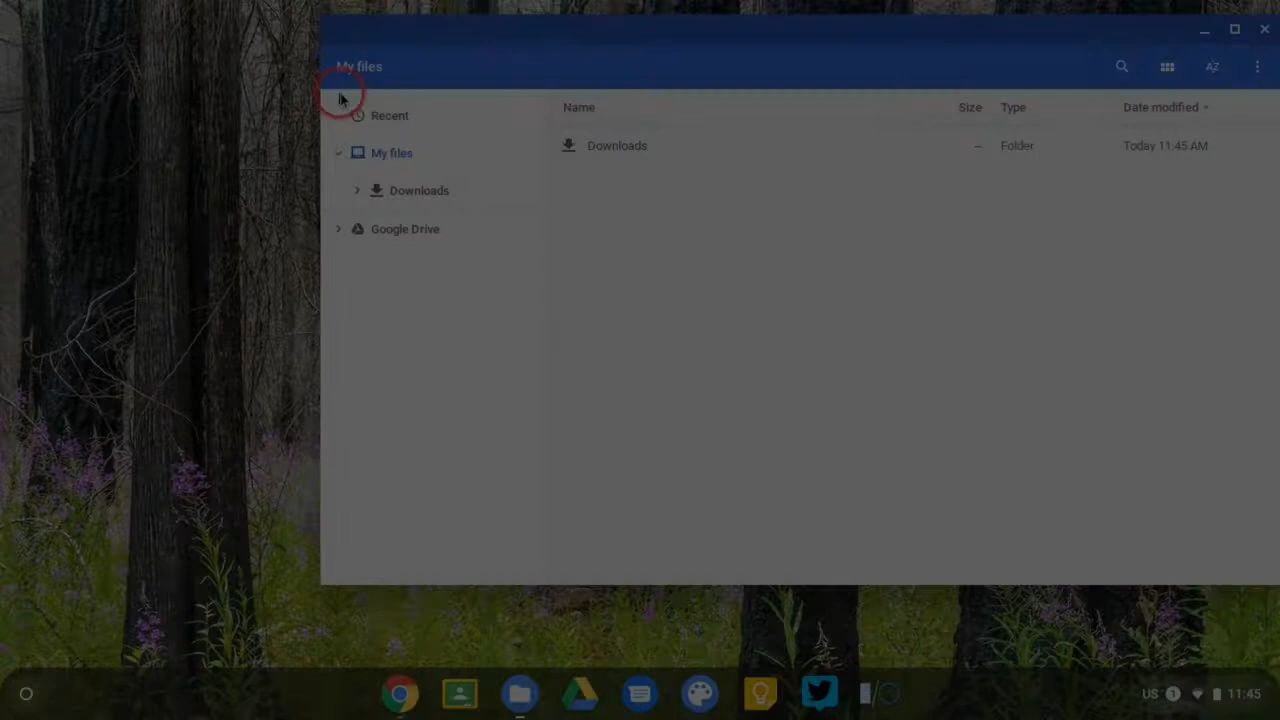 My files
Recent
My files
Downloads
Google Drive
Name Size Type Date modified
Downloads – Folder Today 11:45 AM
US 1 11:45